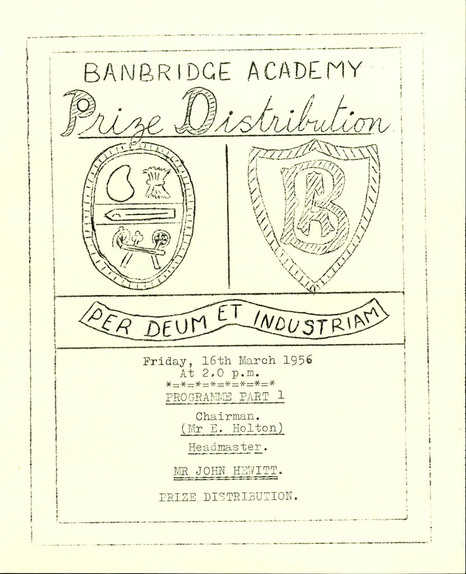 BANBRIDGE ACADEMY
Prize Distribution
BA
PER DEUM ET INDUSTRIAM
Friday, 16th March 1956
At 2.0 p.m.
*=*=*=*=*=*=*=*
PROGRAMME PART 1
Chairman.
(Mr E. Holton)
Headmaster.
MR JOHN HEWITT.
PRIZE DISTRIBUTION.